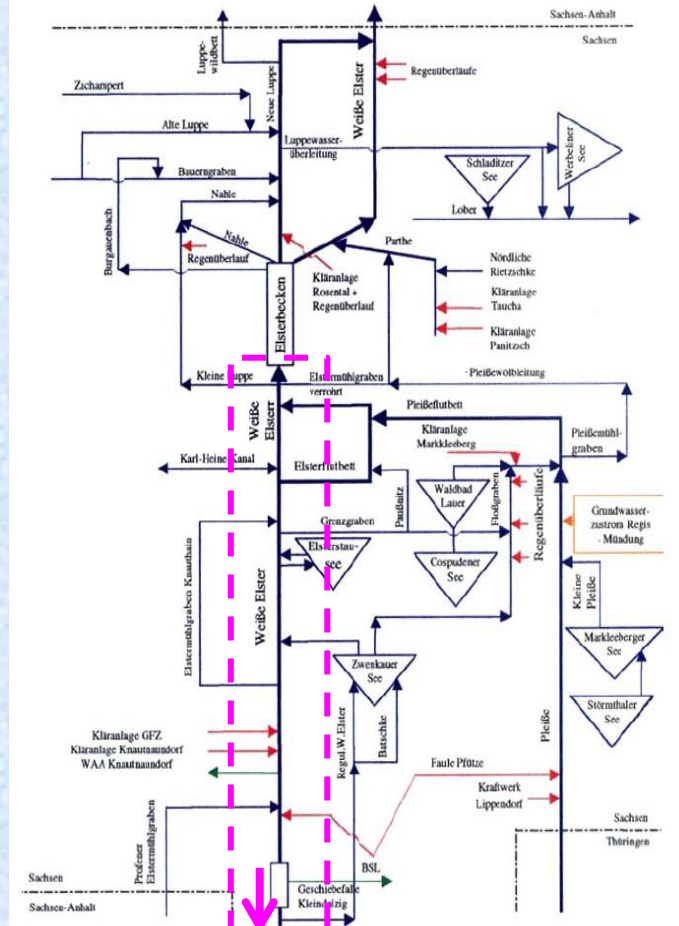 Sachsen-Anhalt
Sachsen
Luppe-
wildbett
Neue Luppe
Weiße Elster
Regenüberläufe
Zschampert
Alte Luppe
Luppewasser-
überleitung
Schladitzer
See
Werbeliner
See
Bauerngraben
Nahle
Lober
Burgauenbach
Nahle
Regenüberlauf
Parthe
Nördliche
Rietzschke
Kläranlage
Rosental +
Regenüberlauf
Kläranlage
Taucha
Kläranlage
Panitzsch
Elsterbecken
Kleine Luppe
Elstermühlgraben
verrohrt
Pleißewölbleitung
Weiße
Elsterr
Pleißeflutbett
Kläranlage
Markkleeberg
Pleißemühl-
graben
Karl-Heine-Kanal
Elsterflutbett
Waldbad
Lauer
Floßgraben
Regenüberläufe
Paußnitz
Grundwasser-
zustrom Regis
- Mündung
Grenzgraben
Elsterstau-
see
Cospudener
See
Elstermühlgraben Knauthain
Weiße Elster
Kleine
Pleiße
Markleeberger
See
Zwenkauer
See
Störmthaler
See
Kläranlage GFZ
Kläranlage Knautnaundorf
WAA Knautnaundorf
Regul.W.Elster
Batschke
Pleiße
Faule Pfütze
Kraftwerk
Lippendorf
Profener
Elstermühlgraben
Sachsen
Thüringen
BSL
Sachsen
Sachsen-Anhalt
Geschiebefalle
Kleindalzig